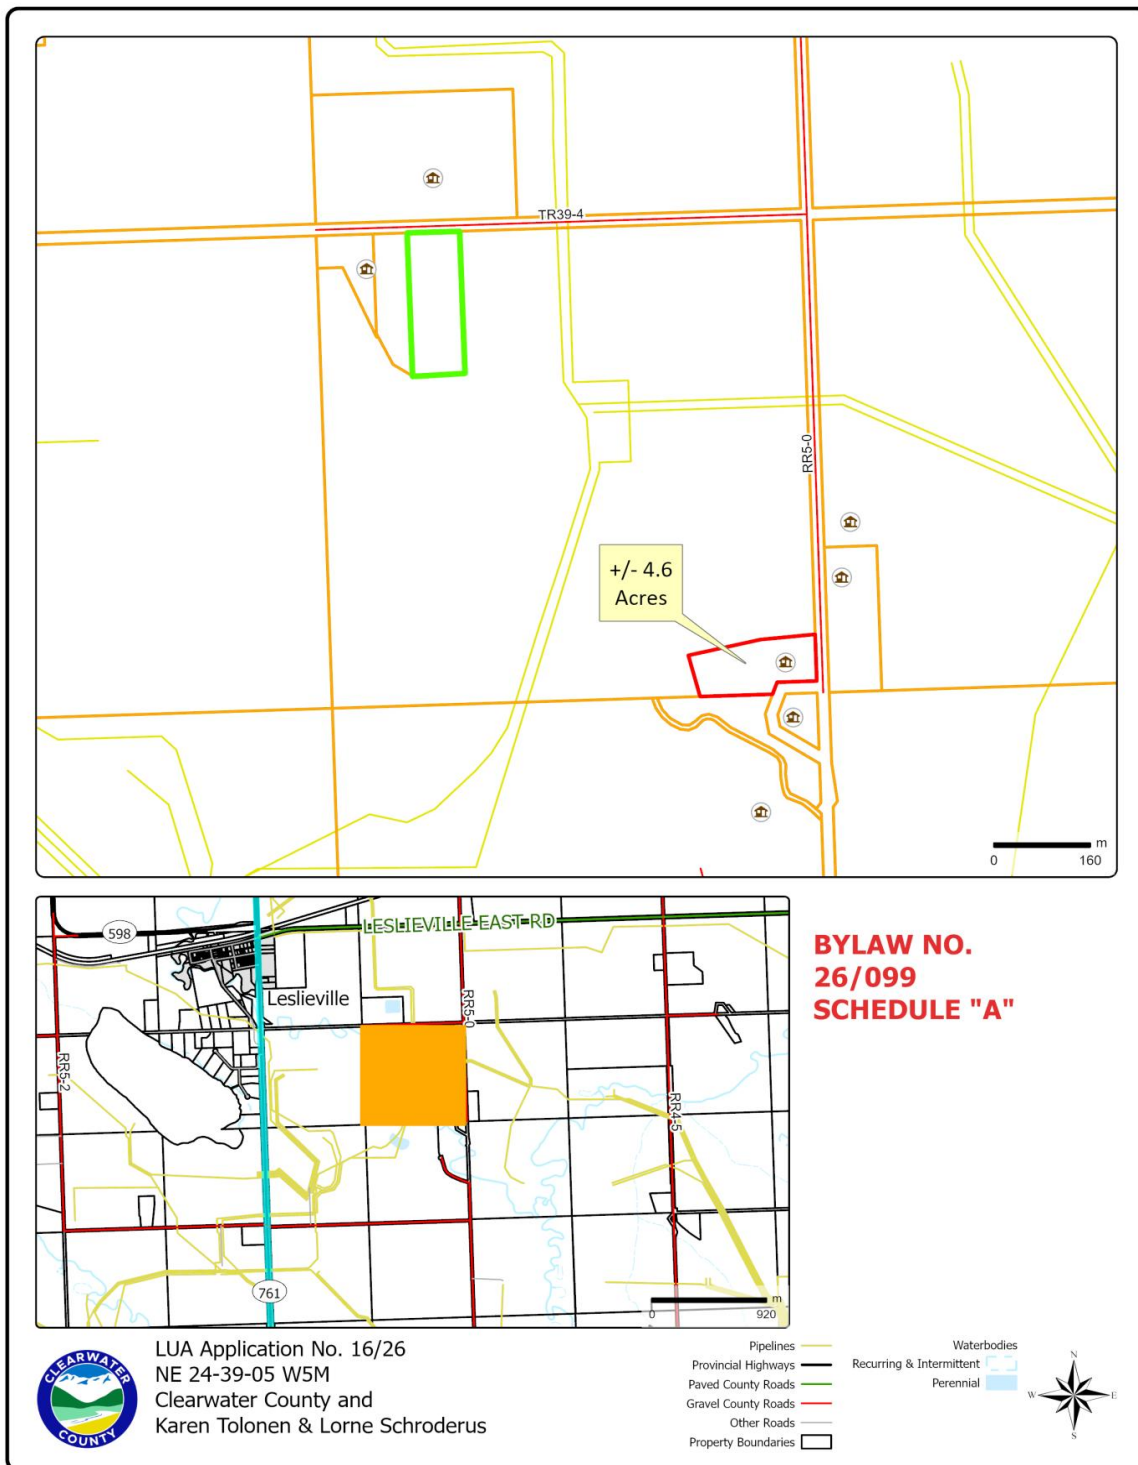 TR39-4
RR5-0
+/- 4.6
Acres
m
0 160
598
LESLIEVILLE EAST RD
Leslieville
RR5-0
RR5-2
RR4-5
761
m
0 920
BYLAW NO.
26/099
SCHEDULE "A"
CLEARWATER
COUNTY
LUA Application No. 16/26
NE 24-39-05 W5M
Clearwater County and
Karen Tolonen & Lorne Schroderus
Pipelines
Provincial Highways
Paved County Roads
Gravel County Roads
Other Roads
Property Boundaries
Waterbodies
Recurring & Intermittent
Perennial
N
W E
S